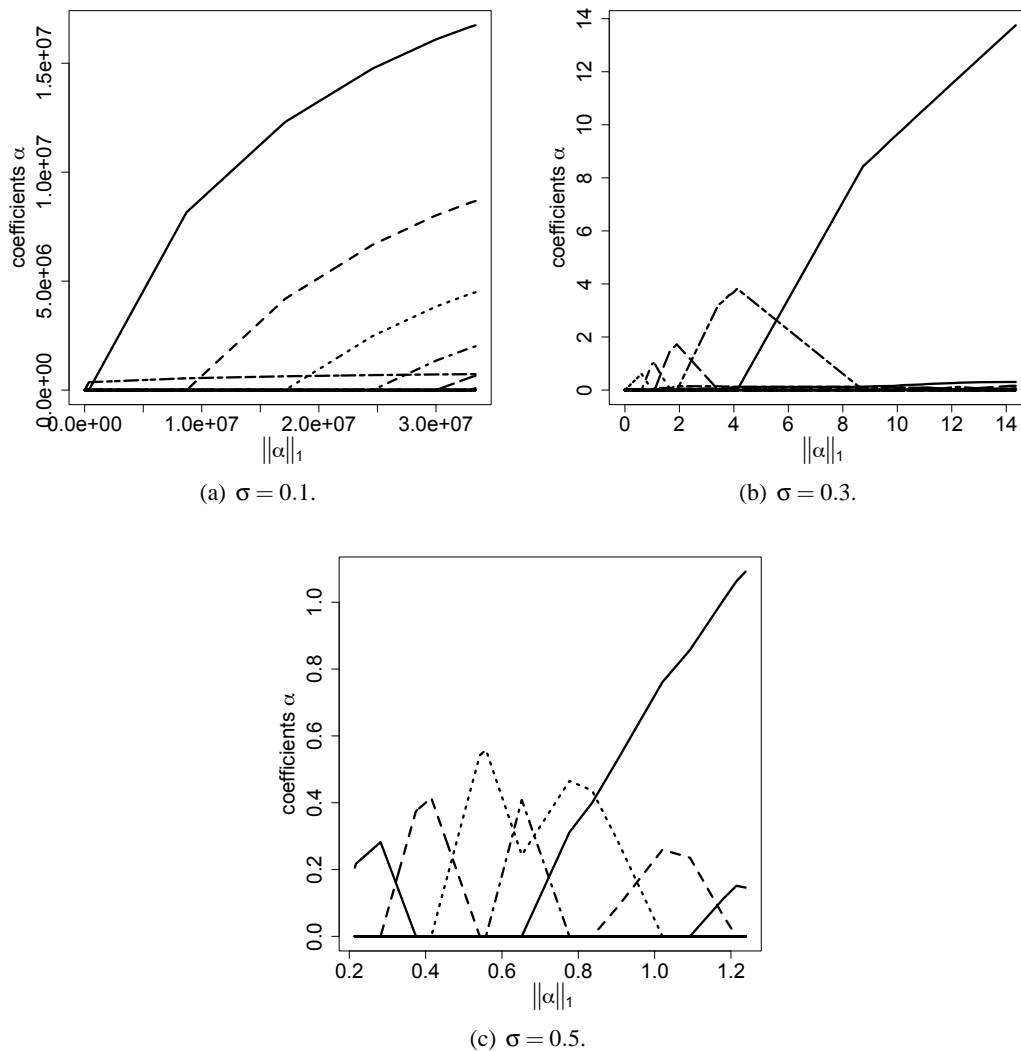 coefficients α
0.0e+00 5.0e+06 1.0e+07 1.5e+07
0.0e+00 1.0e+07 2.0e+07 3.0e+07
||α||1
(a) σ = 0.1.
coefficients α
0 2 4 6 8 10 12 14
0 2 4 6 8 10 12 14
||α||1
(b) σ = 0.3.
coefficients α
0.0 0.2 0.4 0.6 0.8 1.0
0.2 0.4 0.6 0.8 1.0 1.2
||α||1
(c) σ = 0.5.